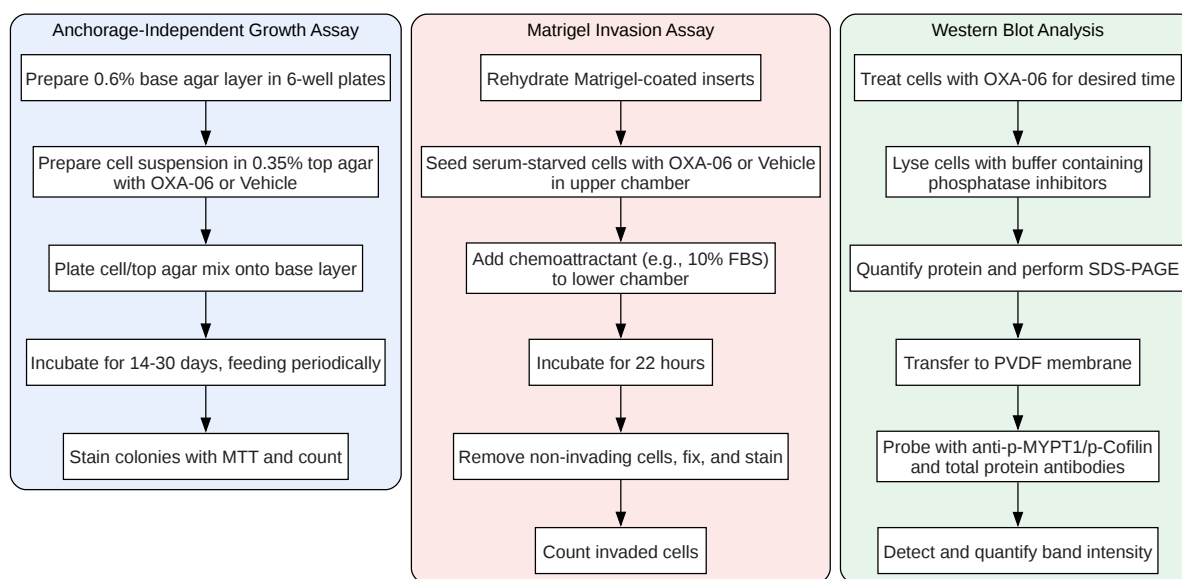 Anchorage-Independent Growth Assay
Prepare 0.6% base agar layer in 6-well plates
Prepare cell suspension in 0.35% top agar
with OXA-06 or Vehicle
Plate cell/top agar mix onto base layer
Incubate for 14-30 days, feeding periodically
Stain colonies with MTT and count
Matrigel Invasion Assay
Rehydrate Matrigel-coated inserts
Seed serum-starved cells with OXA-06 or Vehicle
in upper chamber
Add chemoattractant (e.g., 10% FBS)
to lower chamber
Incubate for 22 hours
Remove non-invading cells, fix, and stain
Count invaded cells
Western Blot Analysis
Treat cells with OXA-06 for desired time
Lyse cells with buffer containing
phosphatase inhibitors
Quantify protein and perform SDS-PAGE
Transfer to PVDF membrane
Probe with anti-p-MYPT1/p-Cofilin
and total protein antibodies
Detect and quantify band intensity